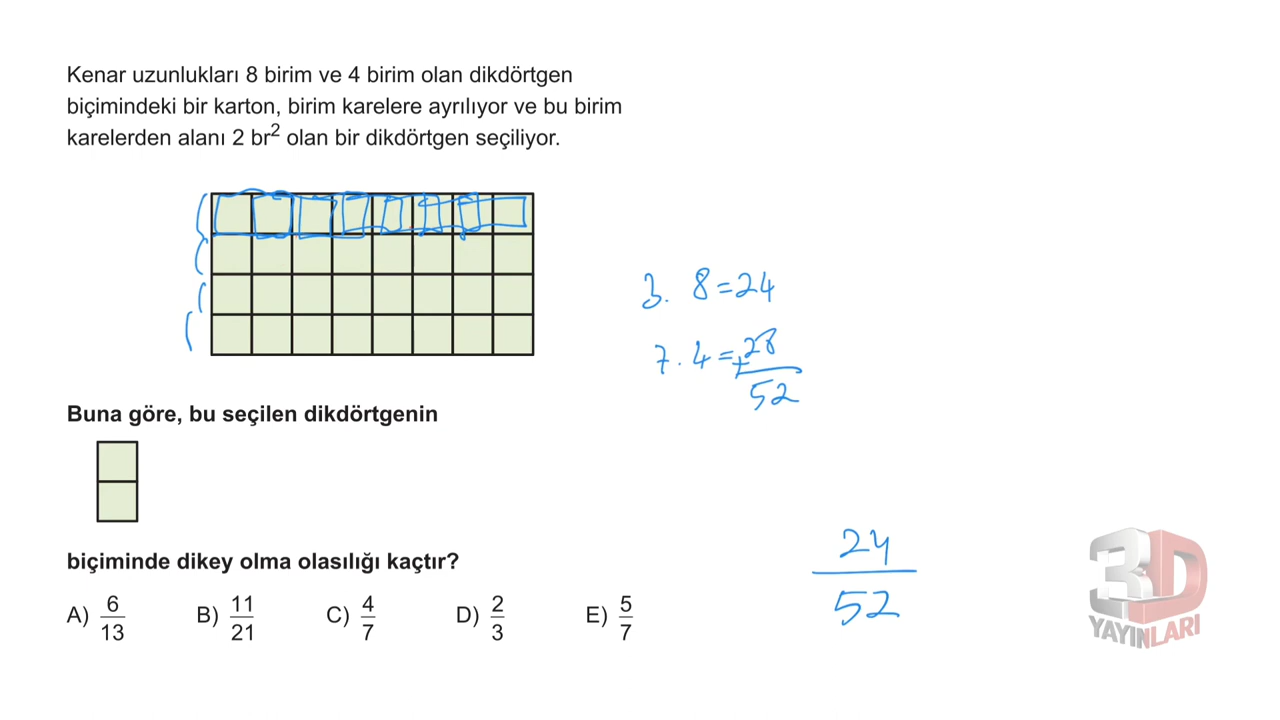 Kenar uzunlukları 8 birim ve 4 birim olan dikdörtgen
biçimindeki bir karton, birim karelere ayrılıyor ve bu birim
karelerden alanı 2 br² olan bir dikdörtgen seçiliyor.
3. 8=24
7. 4=+28
52
Buna göre, bu seçilen dikdörtgenin
biçiminde dikey olma olasılığı kaçtır?
A) 6/13 B) 11/21 C) 4/7 D) 2/3 E) 5/7
24
52
3D
YAYINLARI